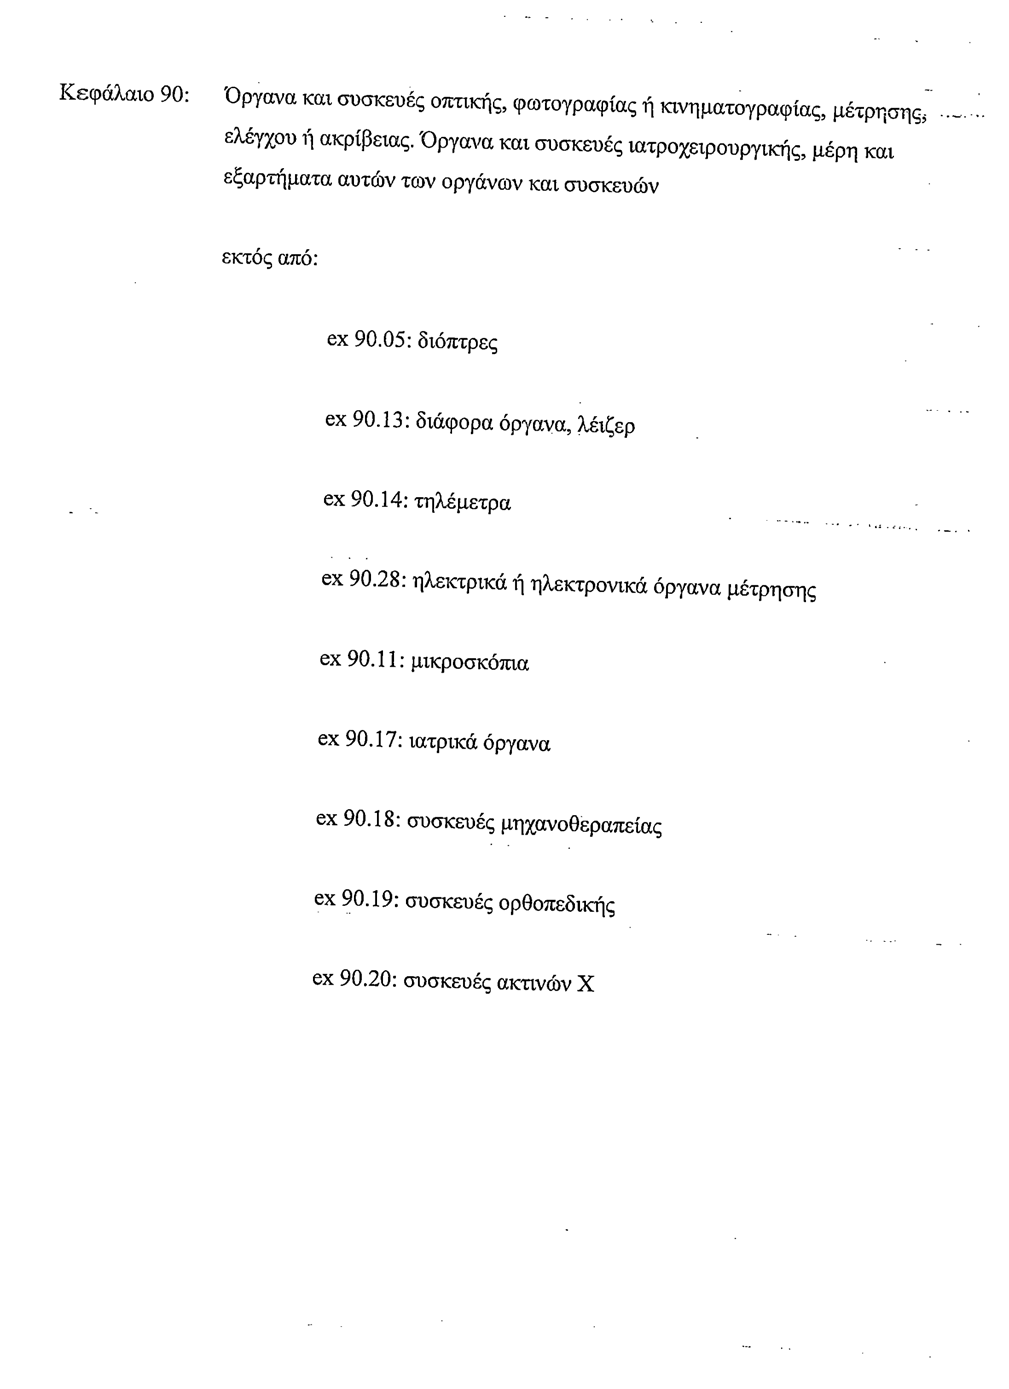 Κεφάλαιο 90: Όργανα και συσκευές οπτικής, φωτογραφίας ή κινηματογραφίας, μέτρησης,
ελέγχου ή ακρίβειας. Όργανα και συσκευές ιατροχειρουργικής, μέρη και
εξαρτήματα αυτών των οργάνων και συσκευών
εκτός από:
ex 90.05: διόπτρες
ex 90.13: διάφορα όργανα, λέιζερ
ex 90.14: τηλέμετρα
ex 90.28: ηλεκτρικά ή ηλεκτρονικά όργανα μέτρησης
ex 90.11: μικροσκόπια
ex 90.17: ιατρικά όργανα
ex 90.18: συσκευές μηχανοθεραπείας
ex 90.19: συσκευές ορθοπεδικής
ex 90.20: συσκευές ακτινών Χ